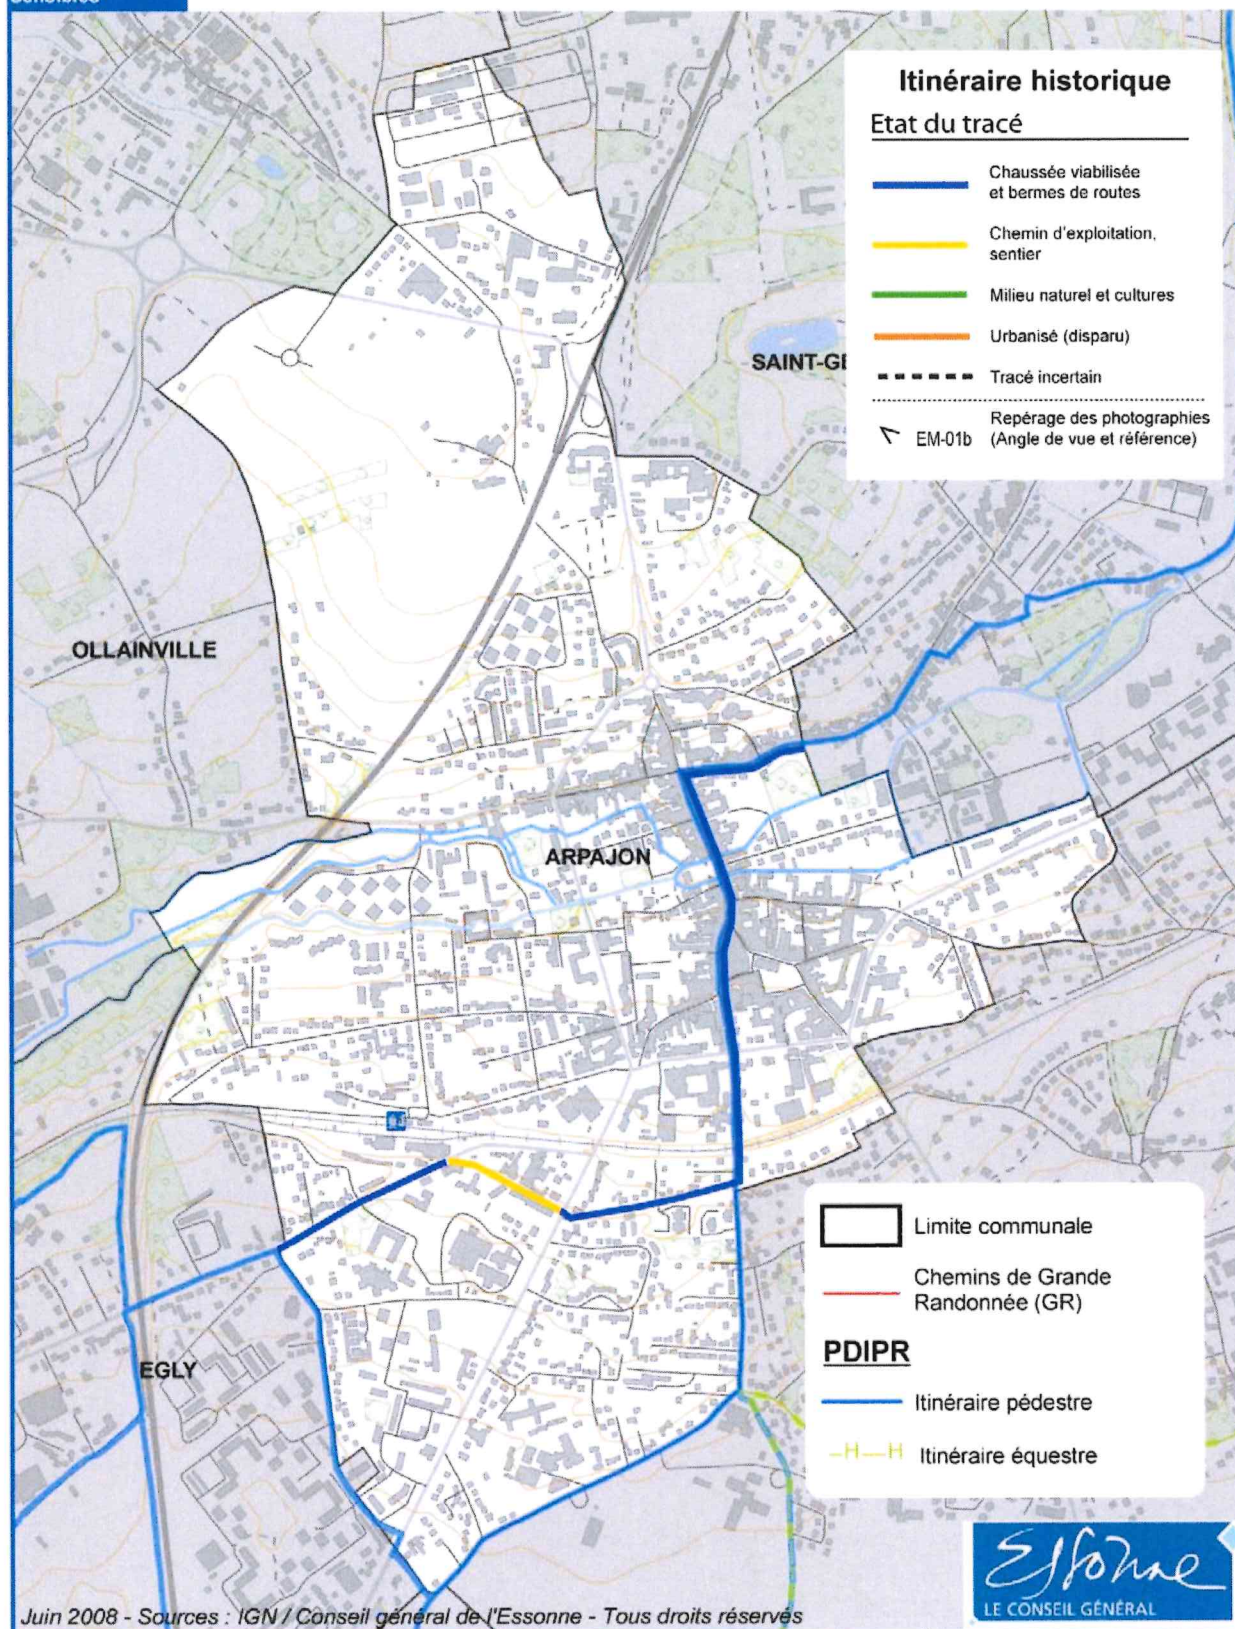 Itinéraire historique
Etat du tracé
Chaussée viabilisée
et bermes de routes
Chemin d'exploitation,
sentier
Milieu naturel et cultures
Urbanisé (disparu)
Tracé incertain
EM-01b
Repérage des photographies
(Angle de vue et référence)
SAINT-GE
OLLAINVILLE
ARPAJON
EGLY
Limite communale
Chemins de Grande
Randonnée (GR)
PDIPR
Itinéraire pédestre
H H
Itinéraire équestre
Essonne
LE CONSEIL GÉNÉRAL
Juin 2008 - Sources : IGN / Conseil général de l'Essonne - Tous droits réservés